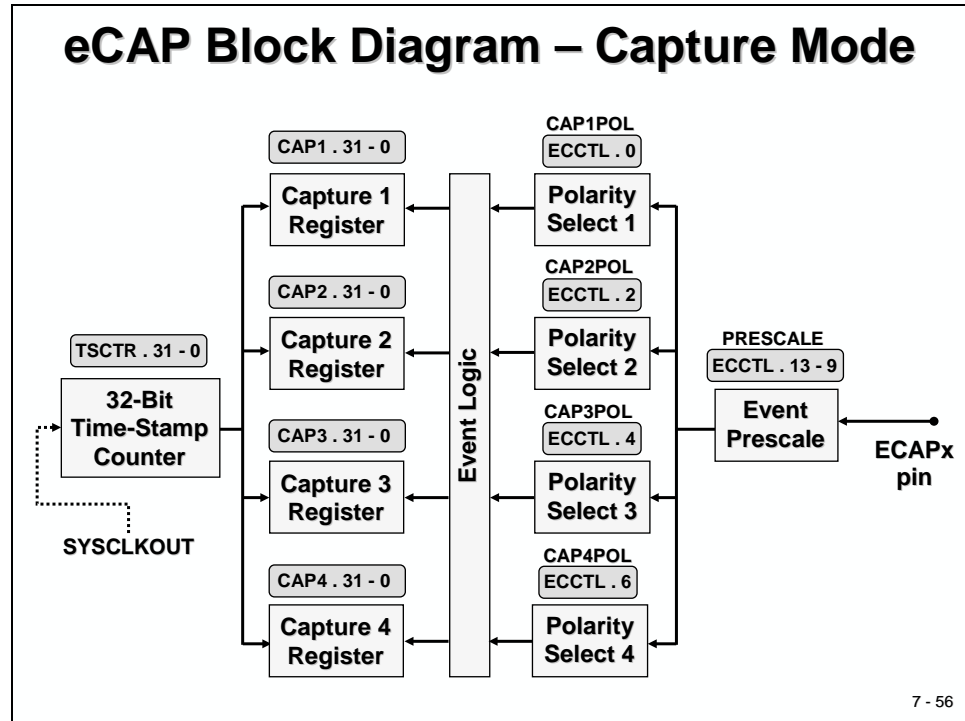 eCAP Block Diagram – Capture Mode
CAP1POL
CAP1 . 31 - 0
ECCTL . 0
Capture 1
Register
Polarity
Select 1
CAP2POL
CAP2 . 31 - 0
ECCTL . 2
Capture 2
Register
Polarity
Select 2
TSCTR . 31 - 0
32-Bit
Time-Stamp
Counter
SYSCLKOUT
Event Logic
PRESCALE
ECCTL . 13 - 9
Event
Prescale
ECAPx
pin
CAP3POL
CAP3 . 31 - 0
ECCTL . 4
Capture 3
Register
Polarity
Select 3
CAP4POL
CAP4 . 31 - 0
ECCTL . 6
Capture 4
Register
Polarity
Select 4
7 - 56